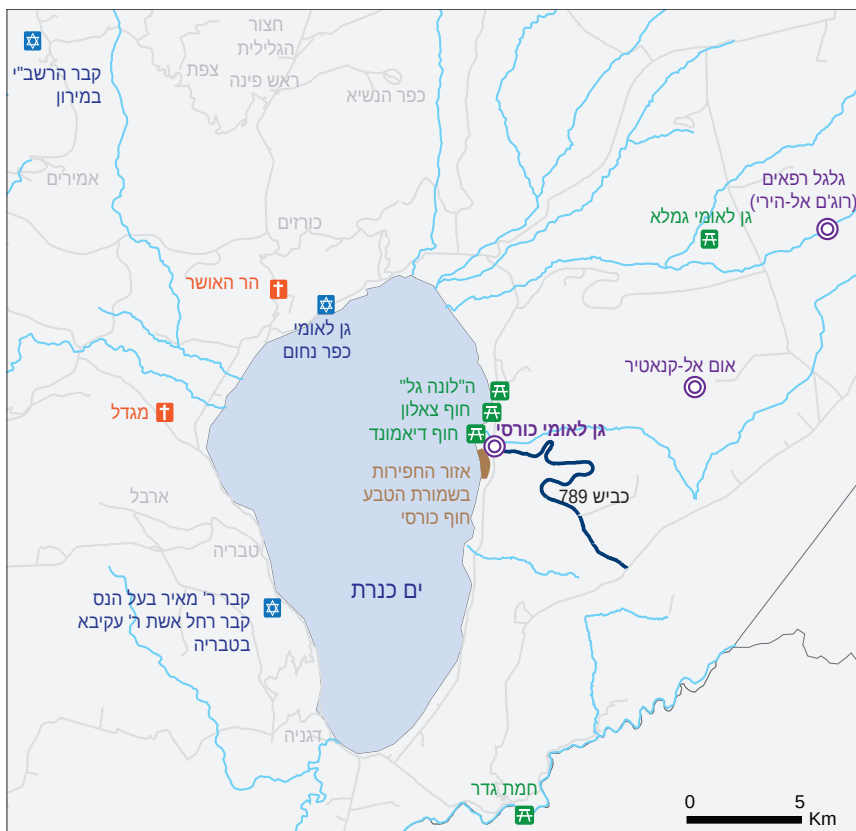 חצור
הגלילית
צפת
ראש פינה
כפר הנשיא
קבר הרשב"י
במירון
אמירים
כורזים
גלגל רפאים
(רוג'ם אל-הירי)
גן לאומי גמלא
הר האושר
גן לאומי
כפר נחום
אום אל-קנאטיר
ה"לונה גל"
חוף צאלון
חוף דיאמונד
גן לאומי כורסי
מגדל
אזור החפירות
בשמורת הטבע
חוף כורסי
כביש 789
ארבל
טבריה
ים כנרת
קבר ר' מאיר בעל הנס
קבר רחל אשת ר' עקיבא
בטבריה
דגניה
חמת גדר
0 5
Km